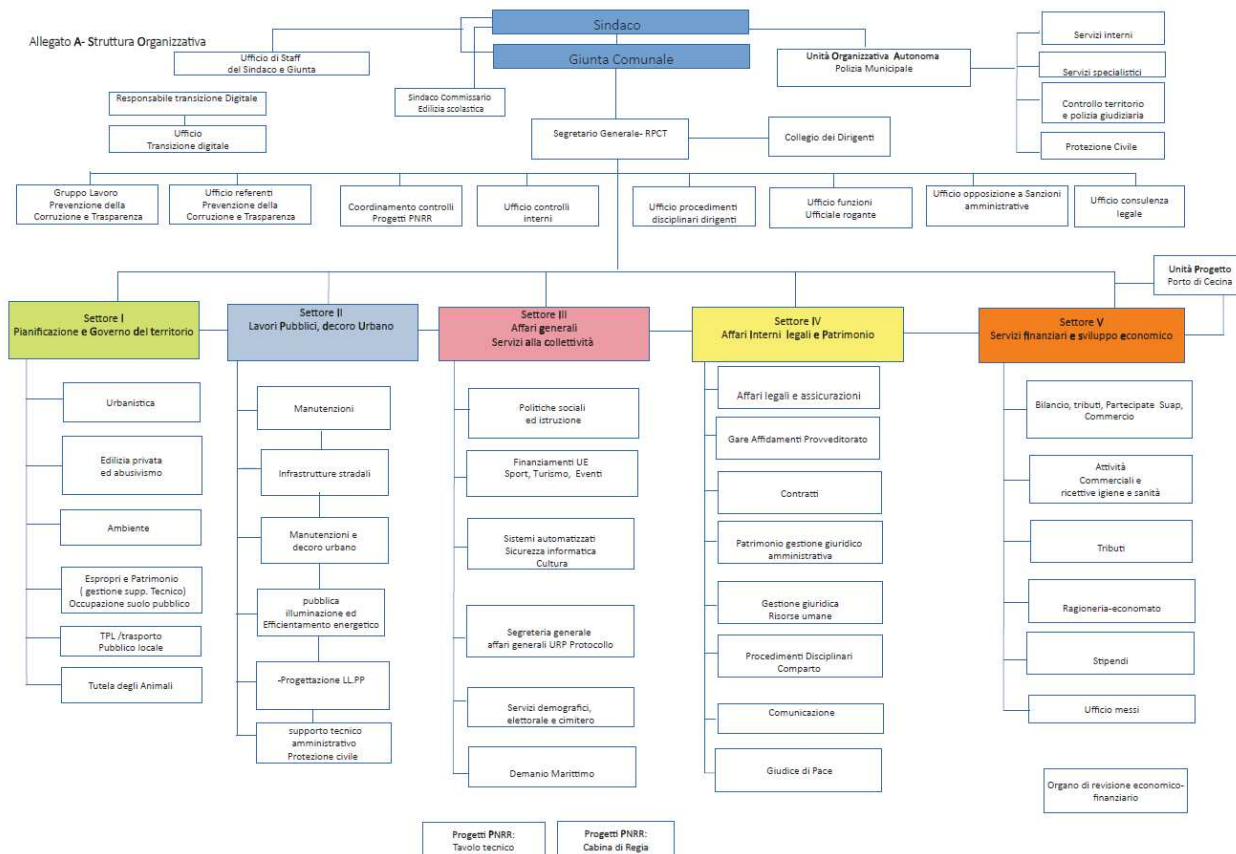 Allegato A- Struttura Organizzativa
Sindaco
Giunta Comunale
Ufficio di Staff
del Sindaco e Giunta
Unità Organizzativa Autonoma
Polizia Municipale
Servizi interni
Servizi specialistici
Controllo territorio
e polizia giudiziaria
Protezione Civile
Responsabile transizione Digitale
Ufficio
Transizione digitale
Sindaco Commissario
Edilizia scolastica
Segretario Generale- RPCT
Collegio dei Dirigenti
Gruppo Lavoro
Prevenzione della
Corruzione e Trasparenza
Ufficio referenti
Prevenzione della
Corruzione e Trasparenza
Coordinamento controlli
Progetti PNRR
Ufficio controlli
interni
Ufficio procedimenti
disciplinari dirigenti
Ufficio funzioni
Ufficiale rogante
Ufficio opposizione a Sanzioni
amministrative
Ufficio consulenza
legale
Unità Progetto
Porto di Cecina
Settore I
Pianificazione e Governo del territorio
Urbanistica
Edilizia privata
ed abusivismo
Ambiente
Espropri e Patrimonio
( gestione supp. Tecnico)
Occupazione suolo pubblico
TPL /trasporto
Pubblico locale
Tutela degli Animali
Settore II
Lavori Pubblici, decoro Urbano
Manutenzioni
Infrastrutture stradali
Manutenzioni e
decoro urbano
pubblica
illuminazione ed
Efficientamento energetico
-Progettazione LL.PP
supporto tecnico
amministrativo
Protezione civile
Settore III
Affari generali
Servizi alla collettività
Politiche sociali
ed istruzione
Finanziamenti UE
Sport, Turismo, Eventi
Sistemi automatizzati
Sicurezza informatica
Cultura
Segreteria generale
affari generali URP Protocollo
Servizi demografici,
elettorale e cimitero
Demanio Marittimo
Settore IV
Affari Interni legali e Patrimonio
Affari legali e assicurazioni
Gare Affidamenti Provveditorato
Contratti
Patrimonio gestione giuridico
amministrativa
Gestione giuridica
Risorse umane
Procedimenti Disciplinari
Comparto
Comunicazione
Giudice di Pace
Settore V
Servizi finanziari e sviluppo economico
Bilancio, tributi, Partecipate Suap,
Commercio
Attività
Commerciali e
ricettive igiene e sanità
Tributi
Ragioneria-economato
Stipendi
Ufficio messi
Organo di revisione economico-
finanziario
Progetti PNRR:
Tavolo tecnico
Progetti PNRR:
Cabina di Regia